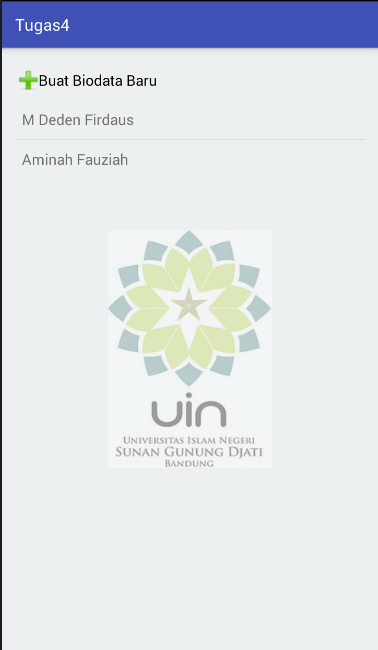 Tugas4
Buat Biodata Baru
M Deden Firdaus
Aminah Fauziah
uin
Universitas Islam Negeri
Sunan Gunung Djati
Bandung